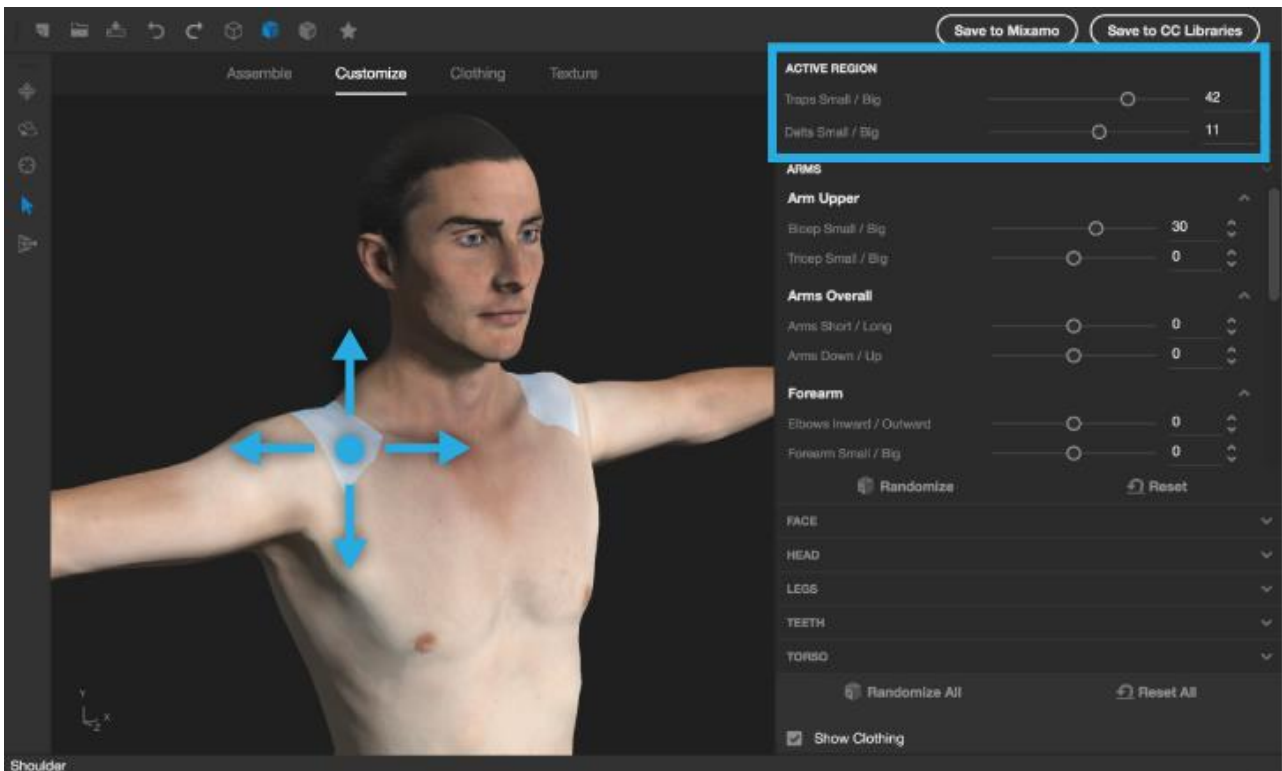 Save to Mixamo Save to CC Libraries
Assemble Customize Clothing Texture
ACTIVE REGION
Traps Small / Big 42
Delts Small / Big 11
ARMS
Arm Upper
Bicep Small / Big 30
Tricep Small / Big 0
Arms Overall
Arms Short / Long 0
Arms Down / Up 0
Forearm
Elbows Inward / Outward 0
Forearm Small / Big 0
Randomize Reset
FACE
HEAD
LEGS
TEETH
TORSO
Randomize All Reset All
Show Clothing
Y
X
Z
Shoulder